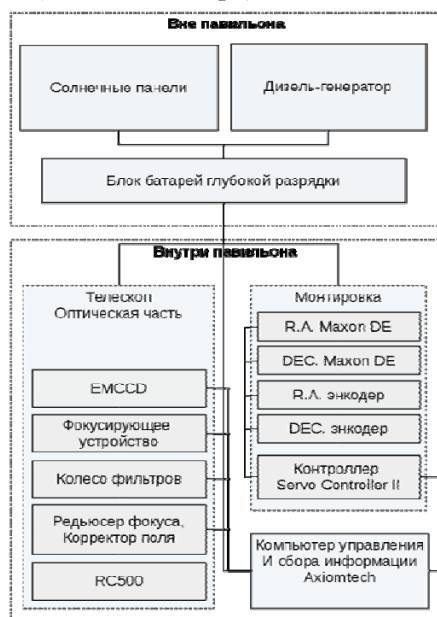 Вне павильона
Солнечные панели
Дизель-генератор
Блок батарей глубокой разрядки
Внутри павильона
Телескоп
Оптическая часть
EMCCD
Фокусирующее
устройство
Колесо фильтров
Редьюсер фокуса,
Корректор поля
RC500
Монтировка
R.A. Maxon DE
DEC. Maxon DE
R.A. энкодер
DEC. энкодер
Контроллер
Servo Controller II
Компьютер управления
И сбора информации
Axiomtech